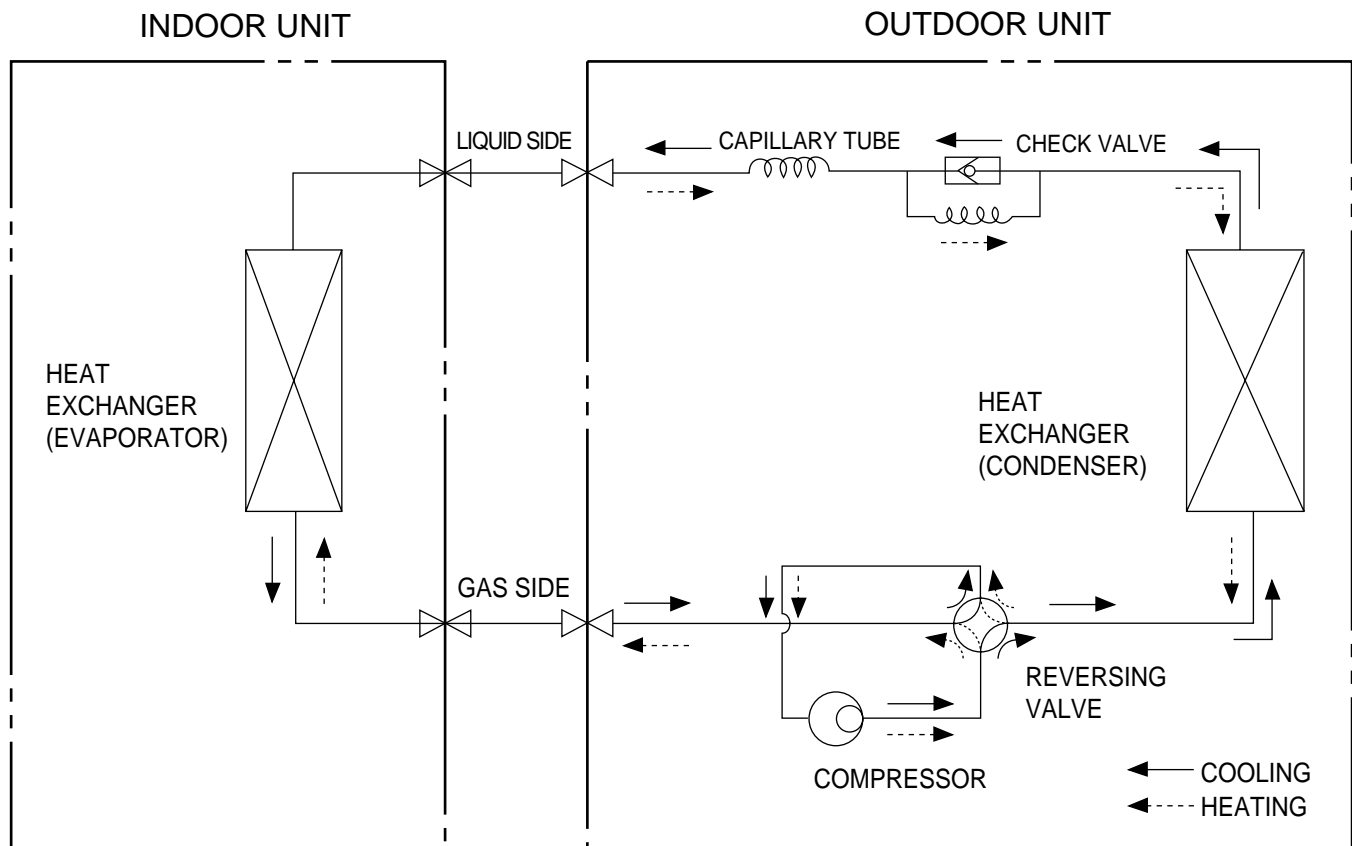 INDOOR UNIT
OUTDOOR UNIT
LIQUID SIDE
CAPILLARY TUBE
CHECK VALVE
HEAT
EXCHANGER
(EVAPORATOR)
HEAT
EXCHANGER
(CONDENSER)
GAS SIDE
REVERSING
VALVE
COMPRESSOR
COOLING
HEATING